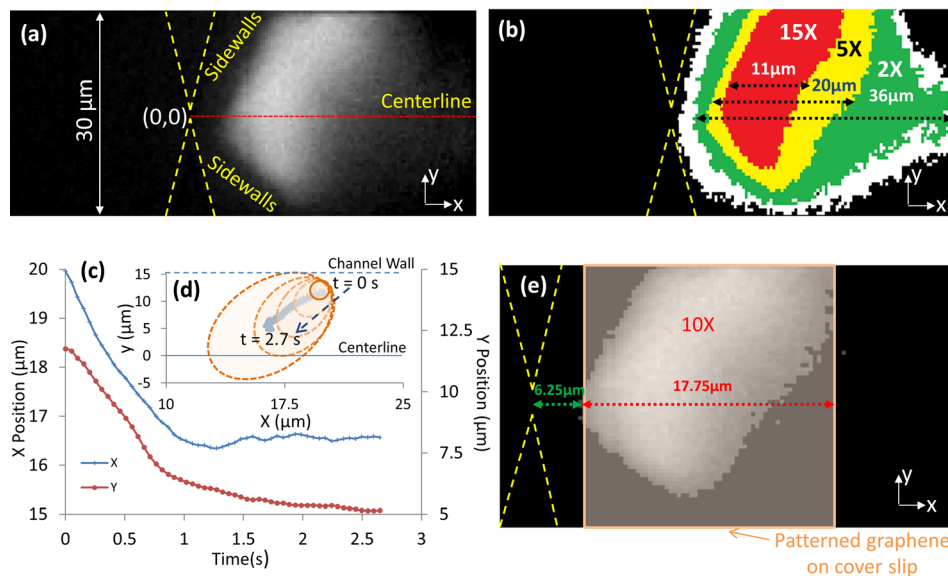 (a)
30 µm
Sidewalls
(0,0)
Centerline
Sidewalls
y
x
(b)
15X
5X
2X
11µm
20µm
36µm
y
x
(c)
X Position (µm)
20
19
18
17
16
15
0
0.5
1
1.5
2
2.5
3
Time(s)
X
Y
15
12.5
10
7.5
5
Y Position (µm)
(d)
Channel Wall
t = 0 s
t = 2.7 s
Centerline
y (µm)
15
10
5
0
-5
10
17.5
25
X (µm)
(e)
10X
6.25µm
17.75µm
y
x
Patterned graphene
on cover slip